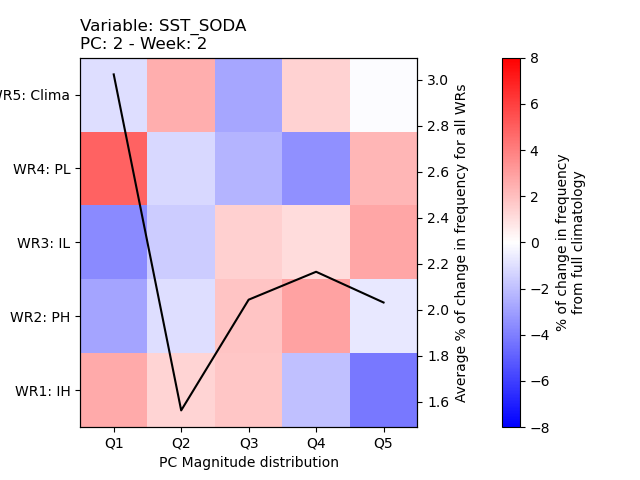 Variable: SST_SODA
PC: 2 - Week: 2
WR5: Clima
WR4: PL
WR3: IL
WR2: PH
WR1: IH
Q1 Q2 Q3 Q4 Q5
PC Magnitude distribution
3.0
2.8
2.6
2.4
2.2
2.0
1.8
1.6
Average % of change in frequency for all WRs
8
6
4
2
0
−2
−4
−6
−8
% of change in frequency
from full climatology